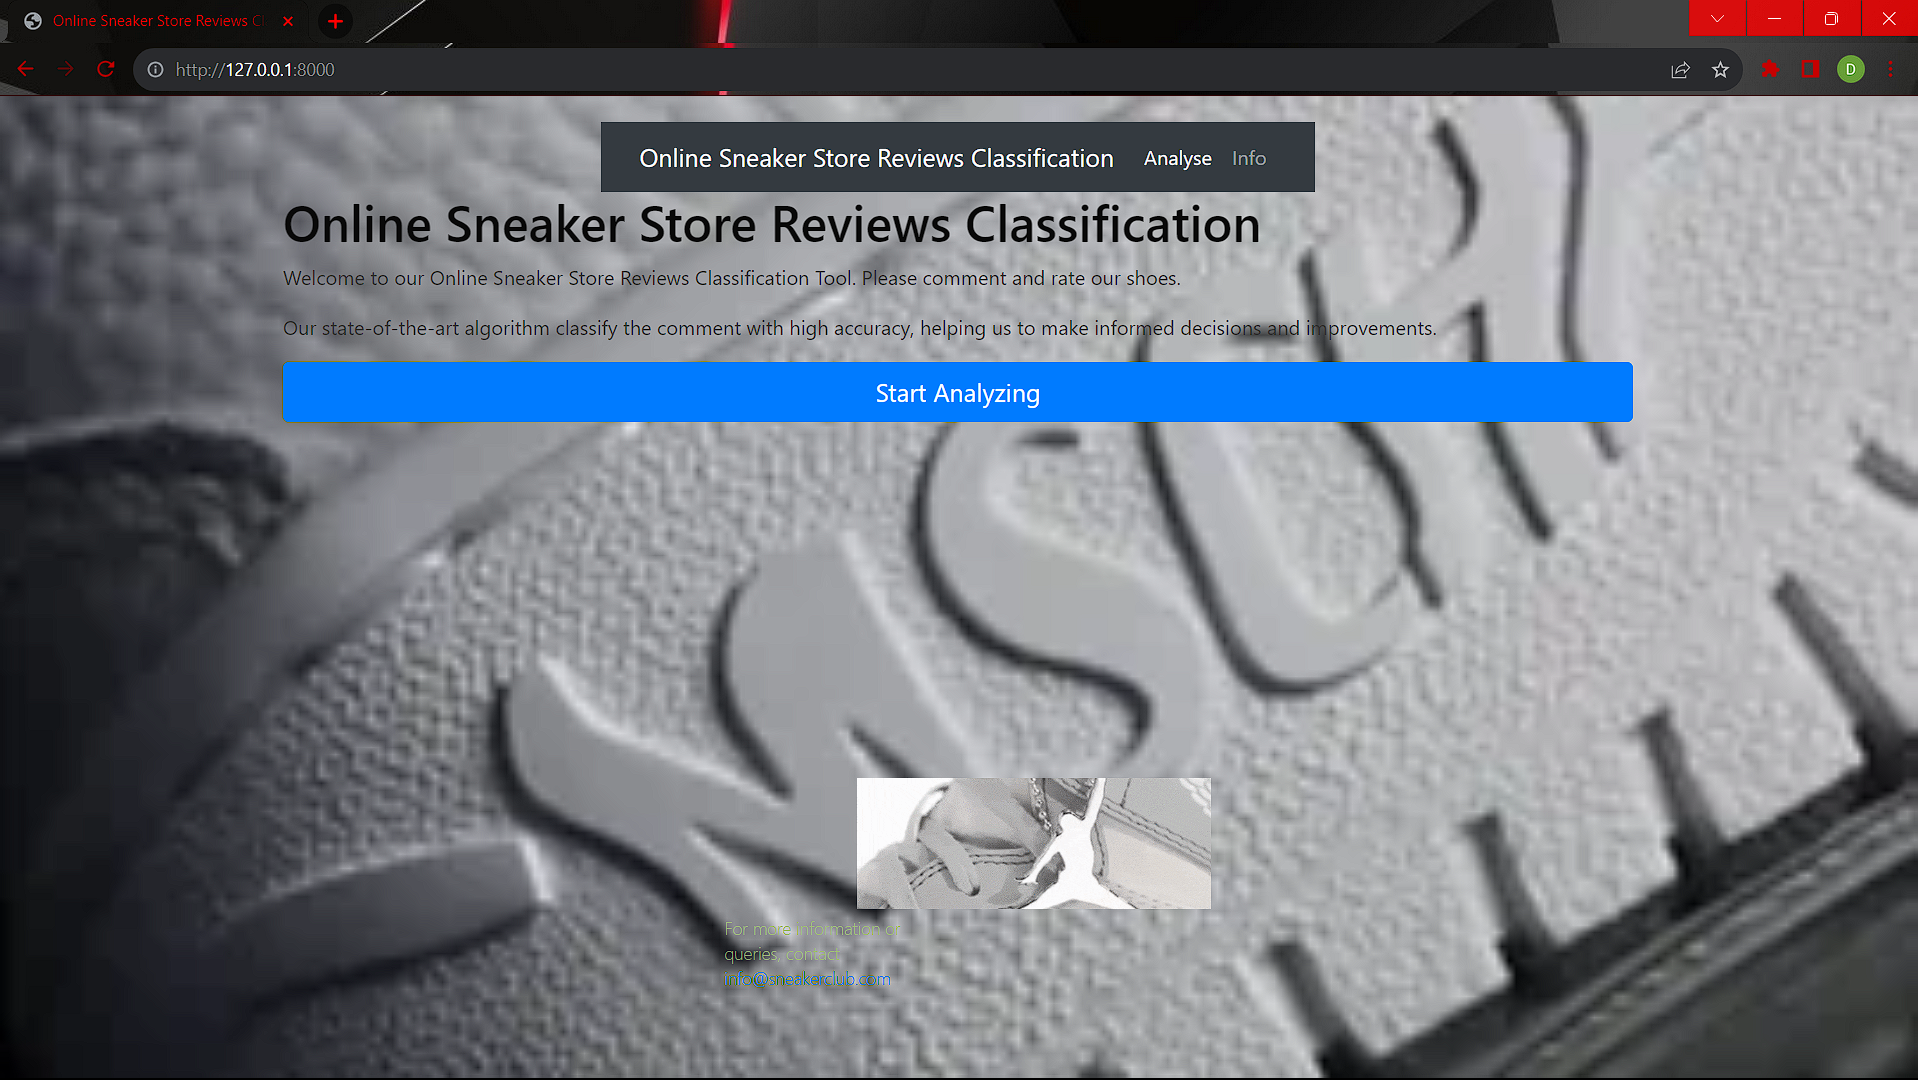 Online Sneaker Store Reviews Cl
http://127.0.0.1:8000
D
Online Sneaker Store Reviews Classification Analyse Info
Online Sneaker Store Reviews Classification
Welcome to our Online Sneaker Store Reviews Classification Tool. Please comment and rate our shoes.
Our state-of-the-art algorithm classify the comment with high accuracy, helping us to make informed decisions and improvements.
Start Analyzing
For more information or
queries, contact
info@sneakerclub.com